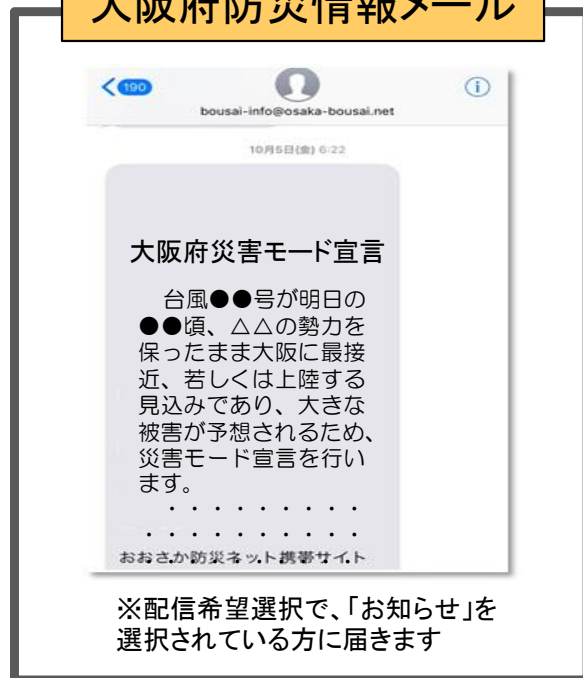 大阪府防災情報メール
190
bousai-info@osaka-bousai.net
10月5日(金) 6:22
大阪府災害モード宣言
台風●●号が明日の
●●頃、△△の勢力を
保ったまま大阪に最接
近、若しくは上陸する
見込みであり、大きな
被害が予想されるため、
災害モード宣言を行い
ます。
・・・・・・・・・
・・・・・・・・・・
おおさか防災ネット携帯サイト
※配信希望選択で、「お知らせ」を
選択されている方に届きます